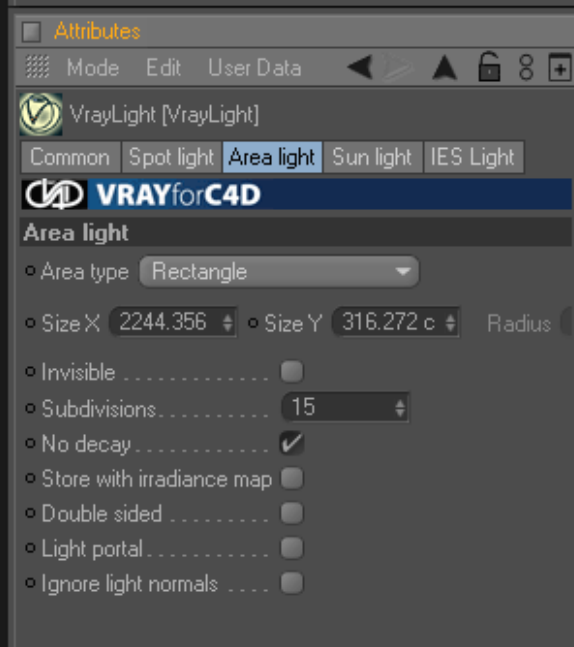 Attributes
Mode Edit User Data
VrayLight [VrayLight]
Common Spot light Area light Sun light IES Light
VRAYforC4D
Area light
Area type Rectangle
Size X 2244.356 Size Y 316.272 c Radius
Invisible . . . . . . . . . . . . .
Subdivisions. . . . . . . . . . 15
No decay. . . . . . . . . . . .
Store with irradiance map
Double sided . . . . . . . . .
Light portal. . . . . . . . . . .
Ignore light normals . . . .